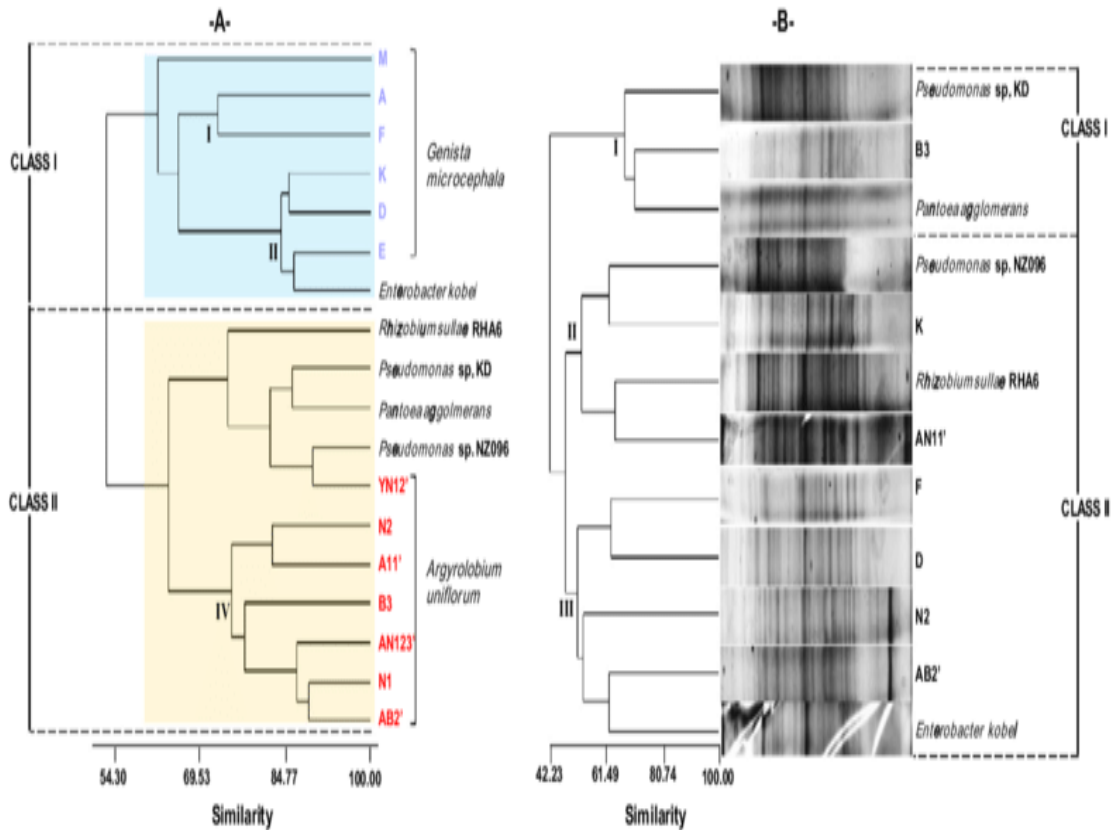 -A-
CLASS I
M
A
F
K
D
E
Enterobacter kobei
I
II
Genista
microcephala
CLASS II
Rhizobium sullae RHA6
Pseudomonas sp. KD
Pantoea aggolmerans
Pseudomonas sp. NZ096
YN12'
N2
A11'
B3
AN123'
N1
AB2'
IV
Argyrolobium
uniflorum
54.30 69.53 84.77 100.00
Similarity
-B-
Pseudomonas sp. KD
B3
Pantoea agglomerans
Pseudomonas sp. NZ096
K
Rhizobium sullae RHA6
AN11'
F
D
N2
AB2'
Enterobacter kobei
I
II
III
CLASS I
CLASS II
42.23 61.49 80.74 100.00
Similarity